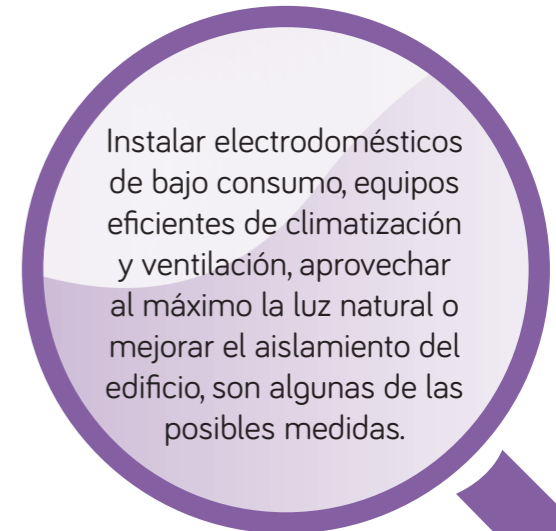 Instalar electrodomésticos
de bajo consumo, equipos
eficientes de climatización
y ventilación, aprovechar
al máximo la luz natural o
mejorar el aislamiento del
edificio, son algunas de las
posibles medidas.